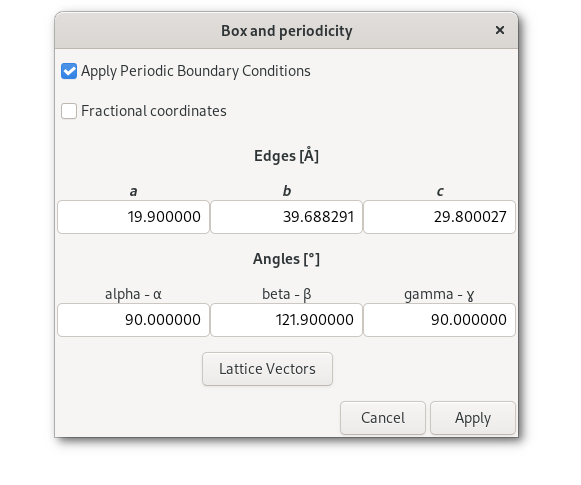 Box and periodicity
Apply Periodic Boundary Conditions
Fractional coordinates
Edges [Å]
a b c
19.900000 39.688291 29.800027
Angles [°]
alpha - α beta - β gamma - ɣ
90.000000 121.900000 90.000000
Lattice Vectors
Cancel Apply